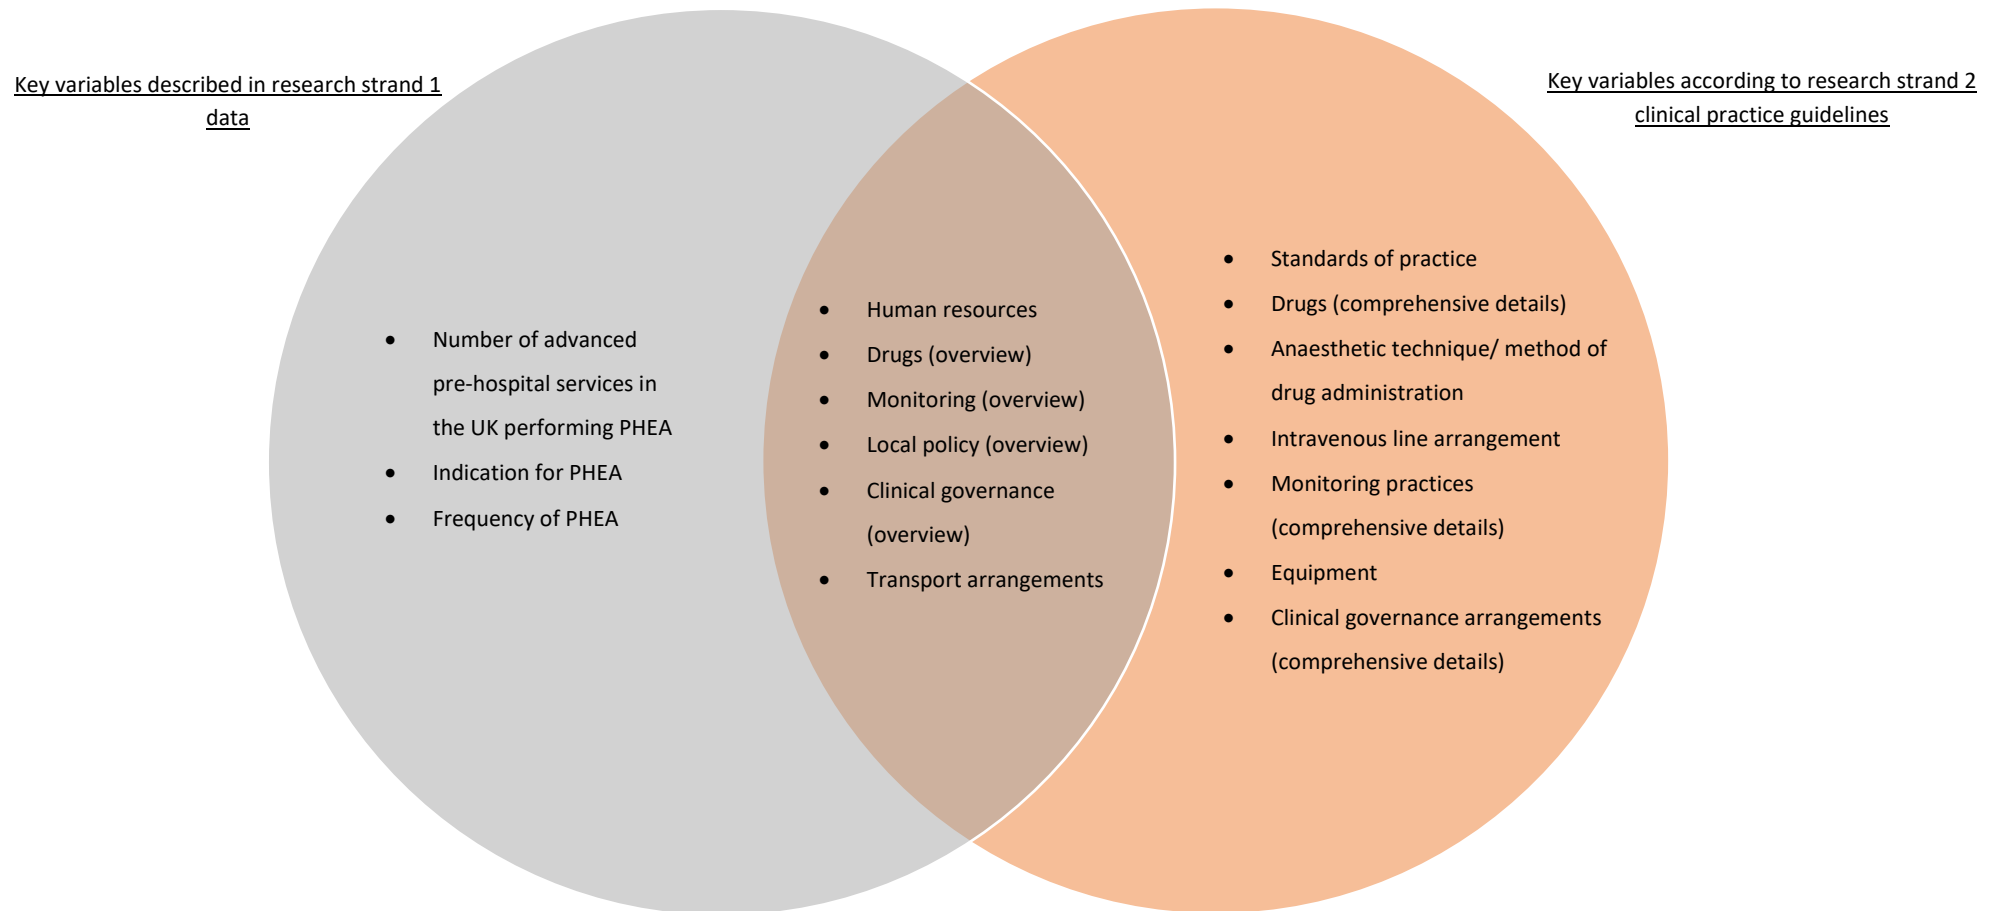 Key variables described in research strand 1
data
Key variables according to research strand 2
clinical practice guidelines
• Number of advanced
pre-hospital services in
the UK performing PHEA
• Indication for PHEA
• Frequency of PHEA
• Human resources
• Drugs (overview)
• Monitoring (overview)
• Local policy (overview)
• Clinical governance
(overview)
• Transport arrangements
• Standards of practice
• Drugs (comprehensive details)
• Anaesthetic technique/ method of
drug administration
• Intravenous line arrangement
• Monitoring practices
(comprehensive details)
• Equipment
• Clinical governance arrangements
(comprehensive details)